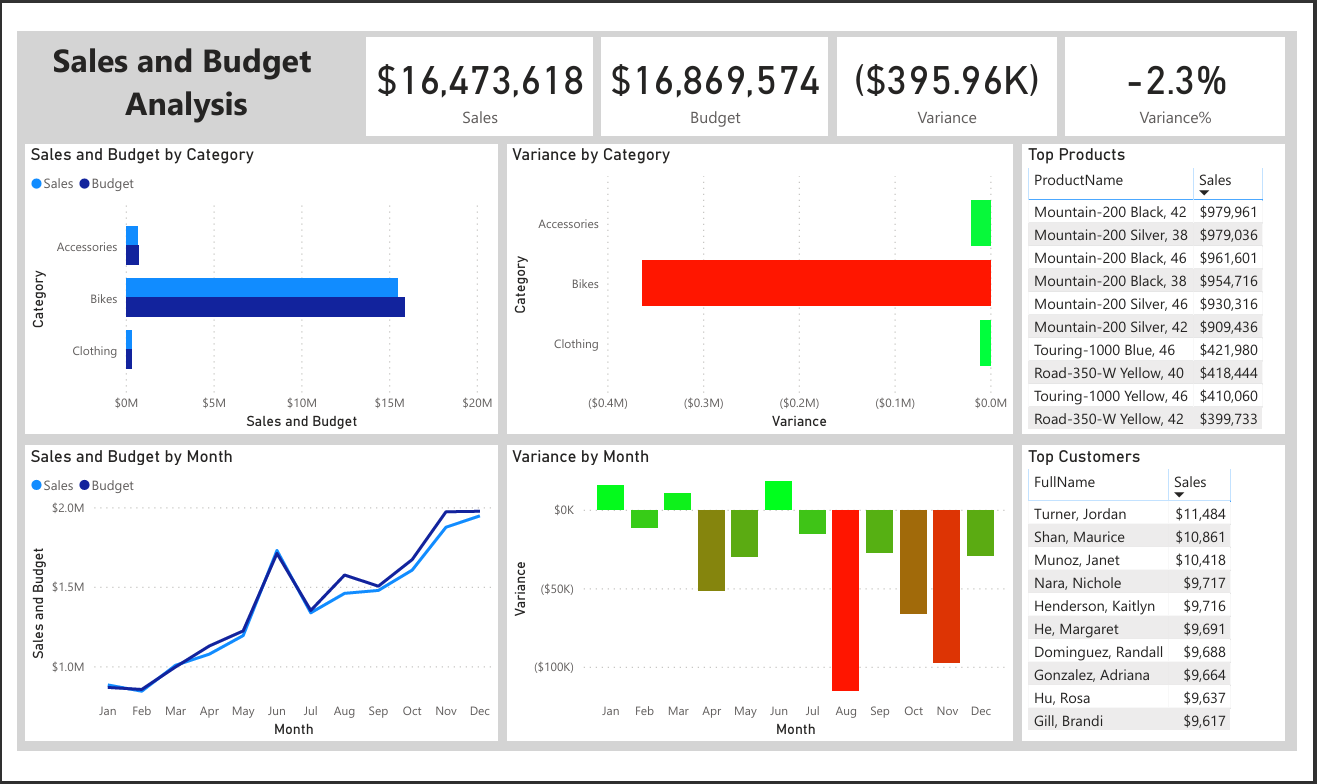 Sales and Budget
Analysis
$16,473,618
Sales
$16,869,574
Budget
($395.96K)
Variance
-2.3%
Variance%
Sales and Budget by Category
Sales Budget
Category
Accessories
Bikes
Clothing
$0M $5M $10M $15M $20M
Sales and Budget
Variance by Category
Category
Accessories
Bikes
Clothing
($0.4M) ($0.3M) ($0.2M) ($0.1M) $0.0M
Variance
Top Products
ProductName Sales
Mountain-200 Black, 42 $979,961
Mountain-200 Silver, 38 $979,036
Mountain-200 Black, 46 $961,601
Mountain-200 Black, 38 $954,716
Mountain-200 Silver, 46 $930,316
Mountain-200 Silver, 42 $909,436
Touring-1000 Blue, 46 $421,980
Road-350-W Yellow, 40 $418,444
Touring-1000 Yellow, 46 $410,060
Road-350-W Yellow, 42 $399,733
Sales and Budget by Month
Sales Budget
Sales and Budget
$2.0M
$1.5M
$1.0M
Jan Feb Mar Apr May Jun Jul Aug Sep Oct Nov Dec
Month
Variance by Month
Variance
$0K
($50K)
($100K)
Jan Feb Mar Apr May Jun Jul Aug Sep Oct Nov Dec
Month
Top Customers
FullName Sales
Turner, Jordan $11,484
Shan, Maurice $10,861
Munoz, Janet $10,418
Nara, Nichole $9,717
Henderson, Kaitlyn $9,716
He, Margaret $9,691
Dominguez, Randall $9,688
Gonzalez, Adriana $9,664
Hu, Rosa $9,637
Gill, Brandi $9,617